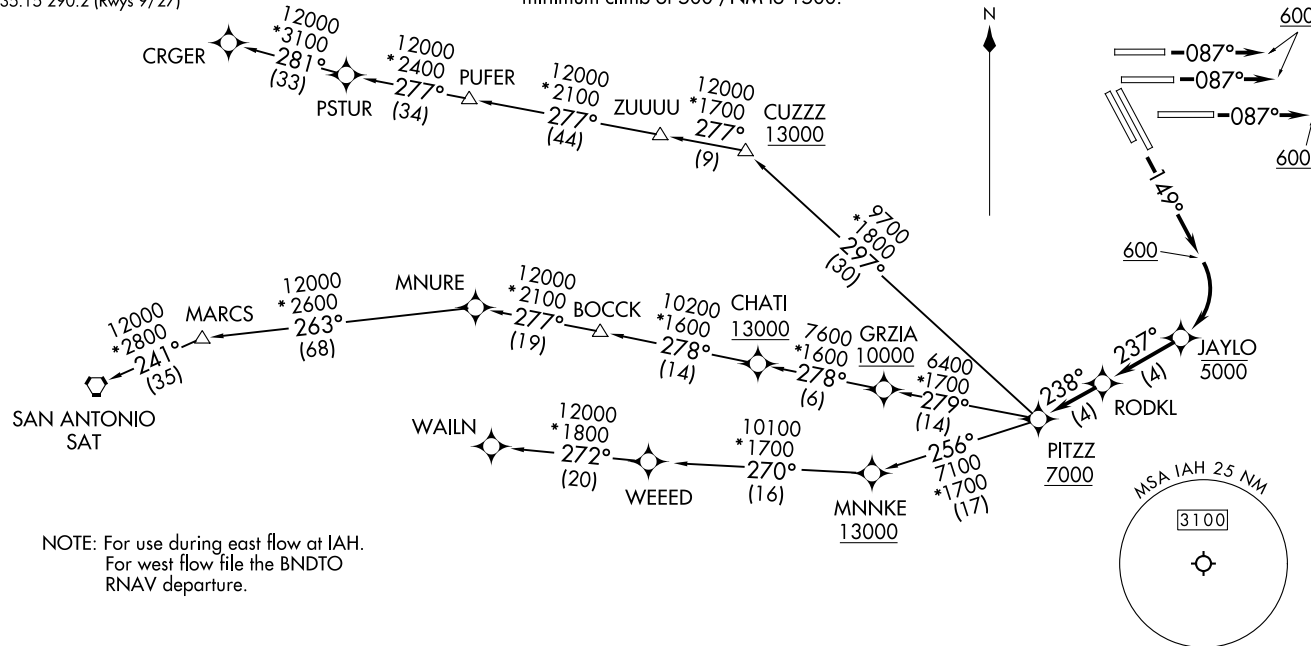 35.15 290.2 (Rwys 9/27)
minimum climb of 500'/NM to 1500.
N
600
087°
087°
087°
600
149°
600
CRGER
12000
*3100
281°
(33)
PSTUR
12000
*2400
277°
(34)
PUFER
12000
*2100
277°
(44)
ZUUUU
12000
*1700
277°
(9)
CUZZZ
13000
9700
*1800
297°
(30)
JAYLO
5000
237°
(4)
RODKL
238°
(4)
PITZZ
7000
6400
*1700
279°
(14)
GRZIA
10000
7600
*1600
278°
(6)
CHATI
13000
10200
*1600
278°
(14)
BOCCK
12000
*2100
277°
(19)
MNURE
12000
*2600
263°
(68)
MARCS
12000
*2800
241°
(35)
SAN ANTONIO
SAT
256°
7100
*1700
(17)
MNNKE
13000
10100
*1700
270°
(16)
WEEED
12000
*1800
272°
(20)
WAILN
NOTE: For use during east flow at IAH.
For west flow file the BNDTO
RNAV departure.
MSA IAH 25 NM
3100